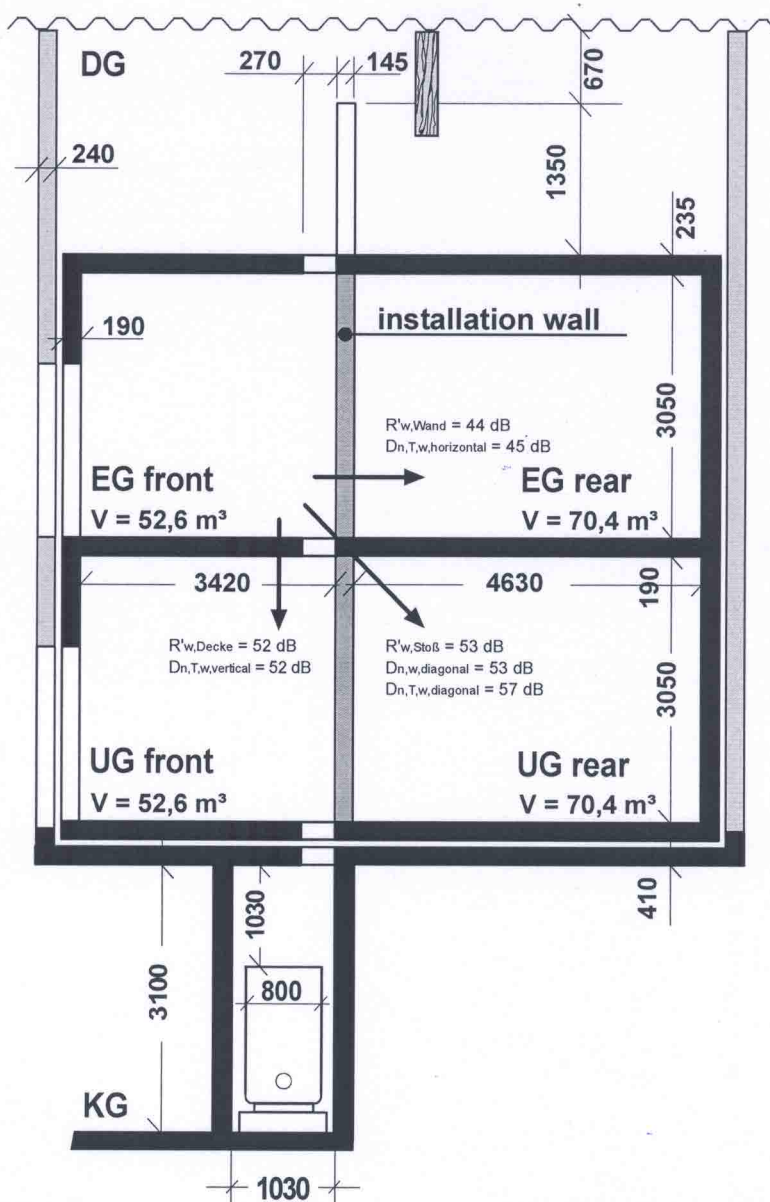 DG
270
145
670
240
1350
235
190
installation wall
R'w,Wand = 44 dB
Dn,T,w,horizontal = 45 dB
3050
EG front
V = 52,6 m³
EG rear
V = 70,4 m³
3420
4630
190
R'w,Decke = 52 dB
Dn,T,w,vertical = 52 dB
R'w,Stoß = 53 dB
Dn,w,diagonal = 53 dB
Dn,T,w,diagonal = 57 dB
3050
UG front
V = 52,6 m³
UG rear
V = 70,4 m³
1030
410
3100
800
KG
1030